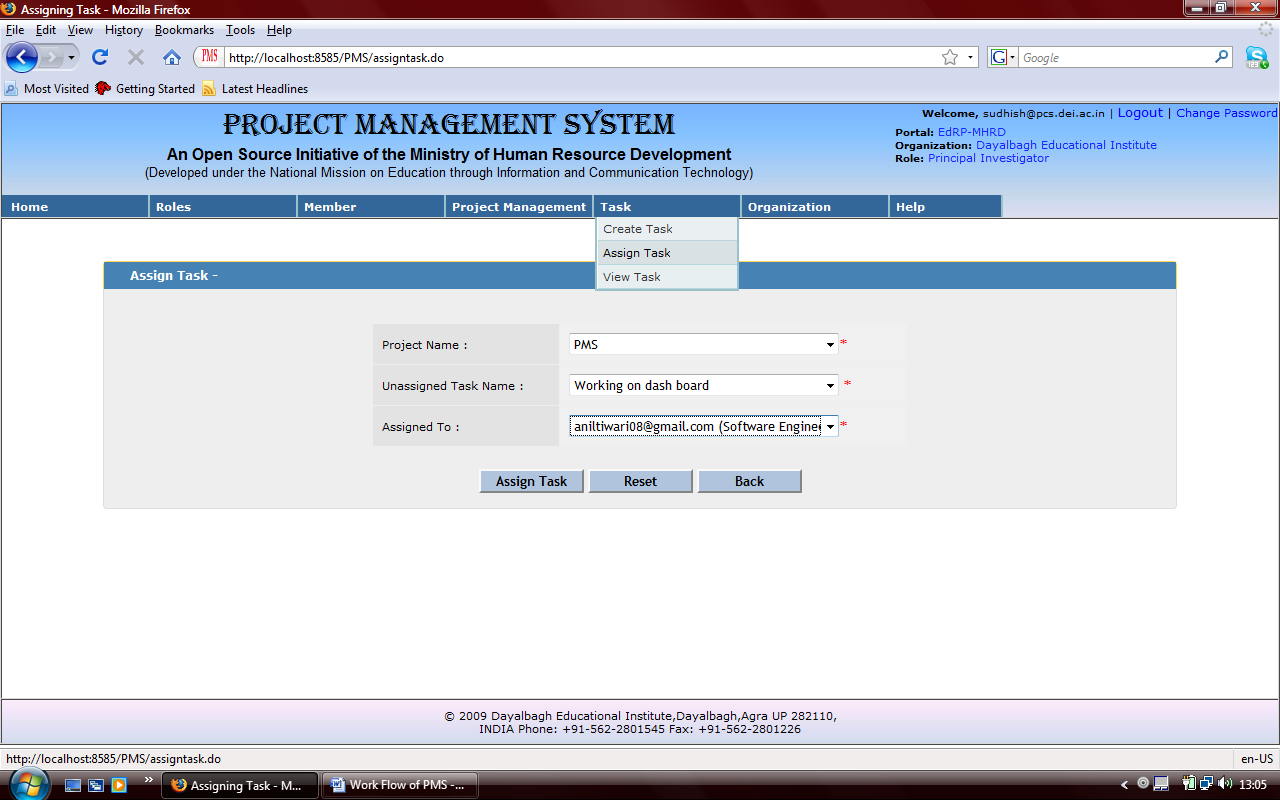 Assigning Task - Mozilla Firefox
File Edit View History Bookmarks Tools Help
PMS http://localhost:8585/PMS/assigntask.do G Google
Most Visited Getting Started Latest Headlines
PROJECT MANAGEMENT SYSTEM
An Open Source Initiative of the Ministry of Human Resource Development
(Developed under the National Mission on Education through Information and Communication Technology)
Welcome, sudhish@pcs.dei.ac.in | Logout | Change Password
Portal: EdRP-MHRD
Organization: Dayalbagh Educational Institute
Role: Principal Investigator
Home Roles Member Project Management Task Organization Help
Create Task
Assign Task
View Task
Assign Task -
Project Name : PMS *
Unassigned Task Name : Working on dash board *
Assigned To : aniltiwari08@gmail.com (Software Enginee *
Assign Task Reset Back
© 2009 Dayalbagh Educational Institute,Dayalbagh,Agra UP 282110,
INDIA Phone: +91-562-2801545 Fax: +91-562-2801226
http://localhost:8585/PMS/assigntask.do en-US
» Assigning Task - M... Work Flow of PMS -... < 13:05